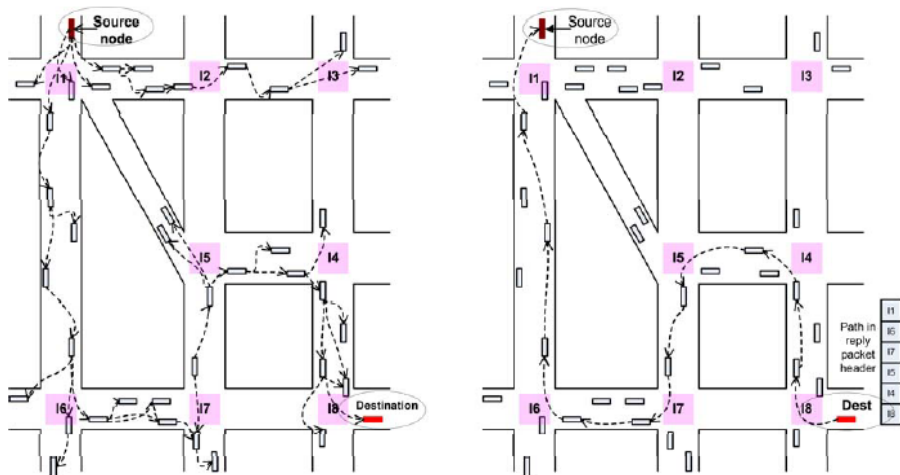 Source
node
I1
I2
I3
I5
I4
I6
I7
I8
Destination
Source
node
I1
I2
I3
I5
I4
I6
I7
I8
Dest
Path in
reply
packet
header
I1
I6
I7
I5
I4
I8